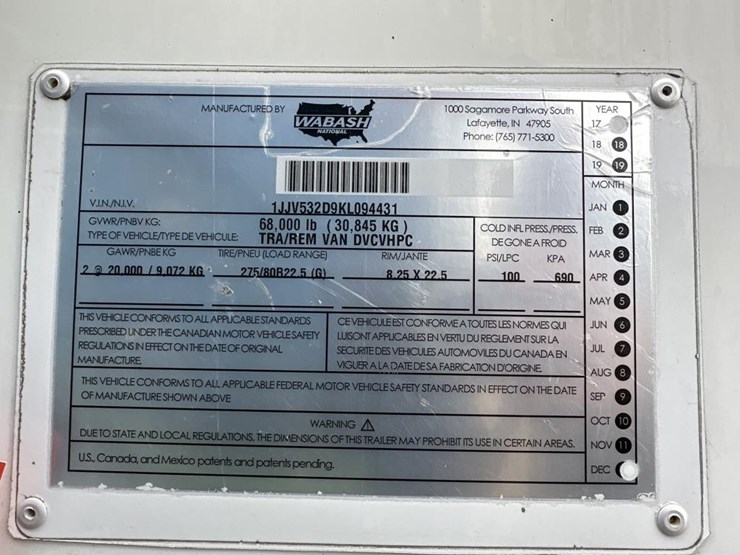 MANUFACTURED BY
WABASH
NATIONAL
1000 Sagamore Parkway South
Lafayette, IN 47905
Phone: (765) 771-5300
V.I.N./N.I.V.
1JJV532D9KL094431
GVWR/PNBV KG:
68,000 lb ( 30,845 KG )
TYPE OF VEHICLE/TYPE DE VEHICULE:
TRA/REM VAN DVCVHPC
COLD INFL PRESS./PRESS.
DE GONE A FROID
GAWR/PNBE KG
TIRE/PNEU (LOAD RANGE)
RIM/JANTE
PSI/LPC
KPA
2 @ 20,000 / 9,072 KG
275/80R22.5 (G)
8.25 X 22.5
100
690
THIS VEHICLE CONFORMS TO ALL APPLICABLE STANDARDS
PRESCRIBED UNDER THE CANADIAN MOTOR VEHICLE SAFETY
REGULATIONS IN EFFECT ON THE DATE OF ORIGINAL
MANUFACTURE.
CE VEHICULE EST CONFORME A TOUTES LES NORMES QUI
LUI SONT APPLICABLES EN VERTU DU REGLEMENT SUR LA
SECURITE DES VEHICULES AUTOMOVILES DU CANADA EN
VIGUER A LA DATE DE SA FABRICATION D'ORIGINE.
THIS VEHICLE CONFORMS TO ALL APPLICABLE FEDERAL MOTOR VEHICLE SAFETY STANDARDS IN EFFECT ON THE DATE
OF MANUFACTURE SHOWN ABOVE
WARNING ⚠
DUE TO STATE AND LOCAL REGULATIONS, THE DIMENSIONS OF THIS TRAILER MAY PROHIBIT ITS USE IN CERTAIN AREAS.
U.S., Canada, and Mexico patents and patents pending.
YEAR
17
18 18
19 19
MONTH
JAN 1
FEB 2
MAR 3
APR 4
MAY 5
JUN 6
JUL 7
AUG 8
SEP 9
OCT 10
NOV 11
DEC